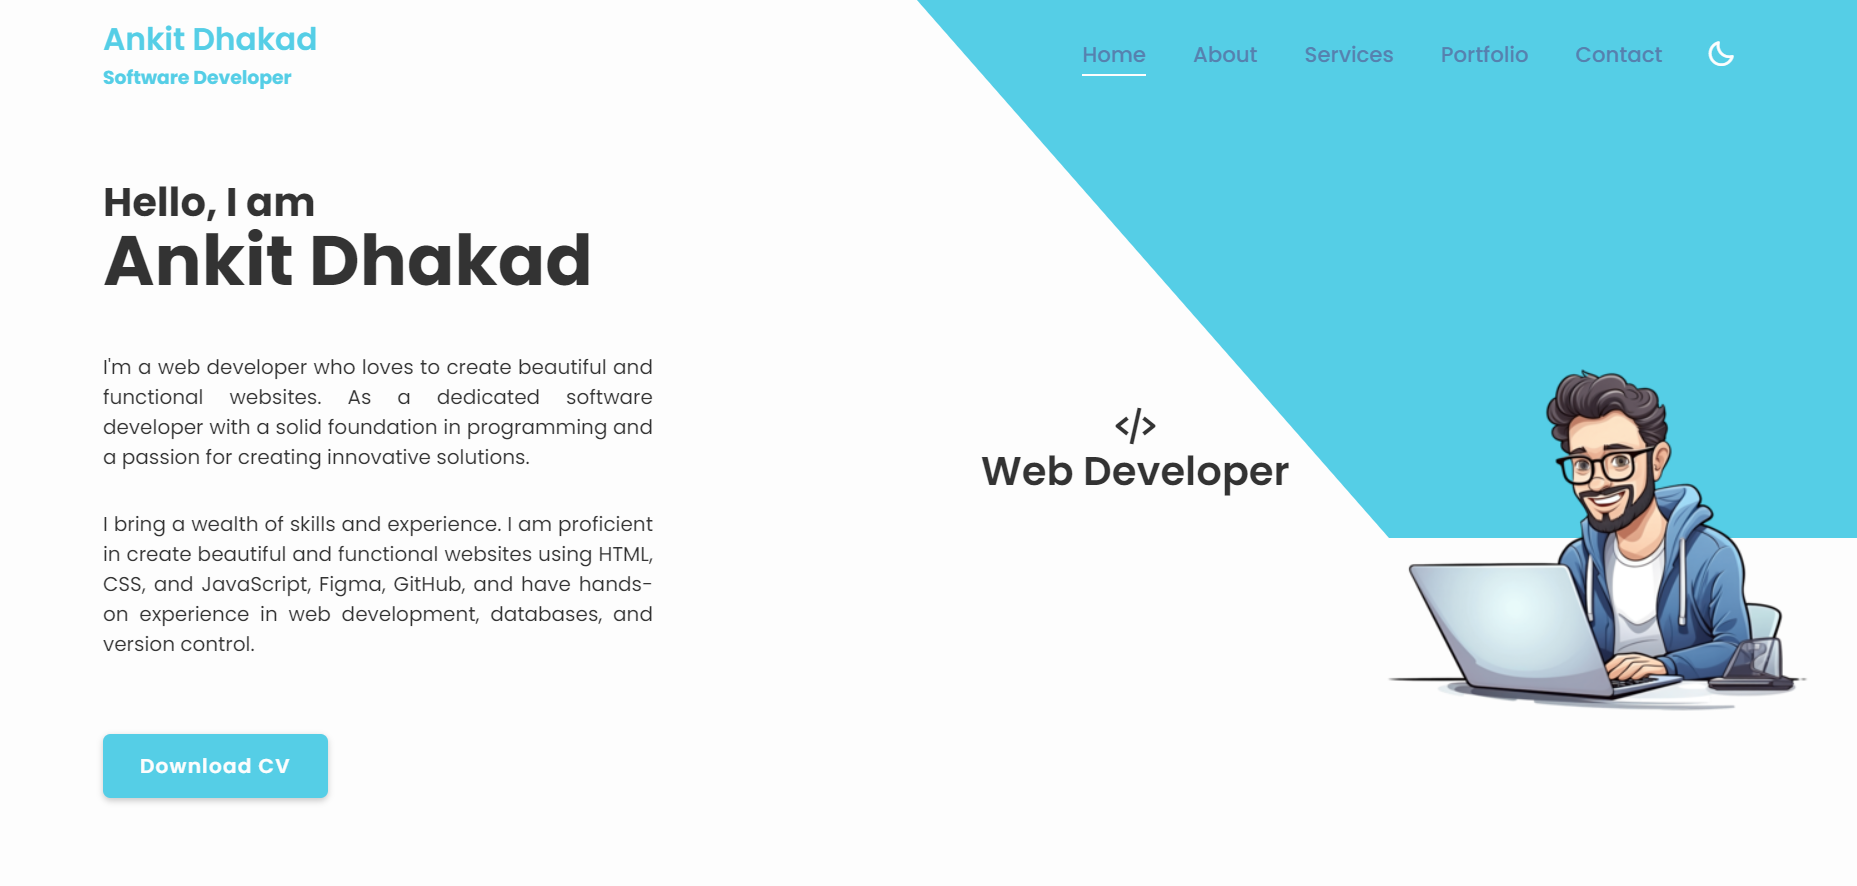 Ankit Dhakad
Software Developer
Home About Services Portfolio Contact
Hello, I am
Ankit Dhakad
I'm a web developer who loves to create beautiful and
functional websites. As a dedicated software
developer with a solid foundation in programming and
a passion for creating innovative solutions.
I bring a wealth of skills and experience. I am proficient
in create beautiful and functional websites using HTML,
CSS, and JavaScript, Figma, GitHub, and have hands-
on experience in web development, databases, and
version control.
Download CV
</>
Web Developer